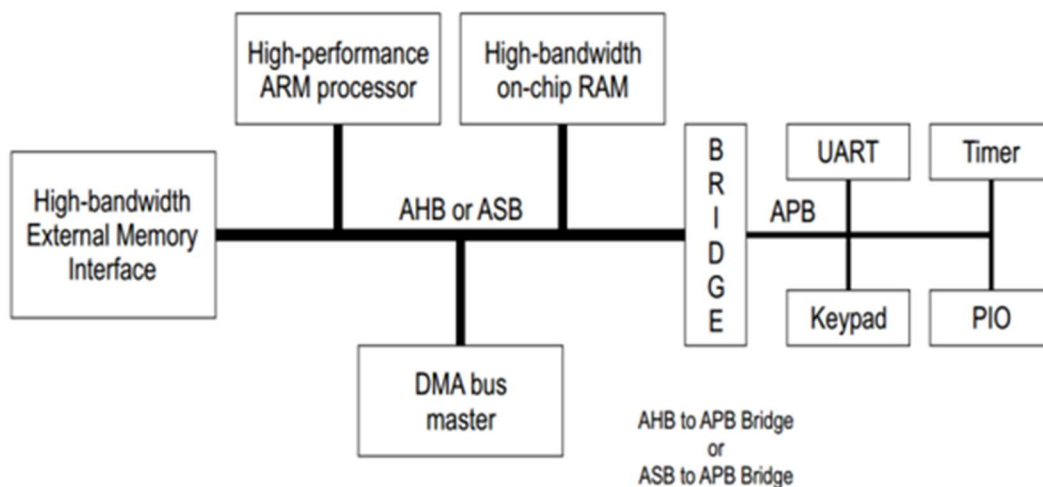 High-performance
ARM processor
High-bandwidth
on-chip RAM
High-bandwidth
External Memory
Interface
AHB or ASB
B
R
I
D
G
E
APB
UART
Timer
Keypad
PIO
DMA bus
master
AHB to APB Bridge
or
ASB to APB Bridge